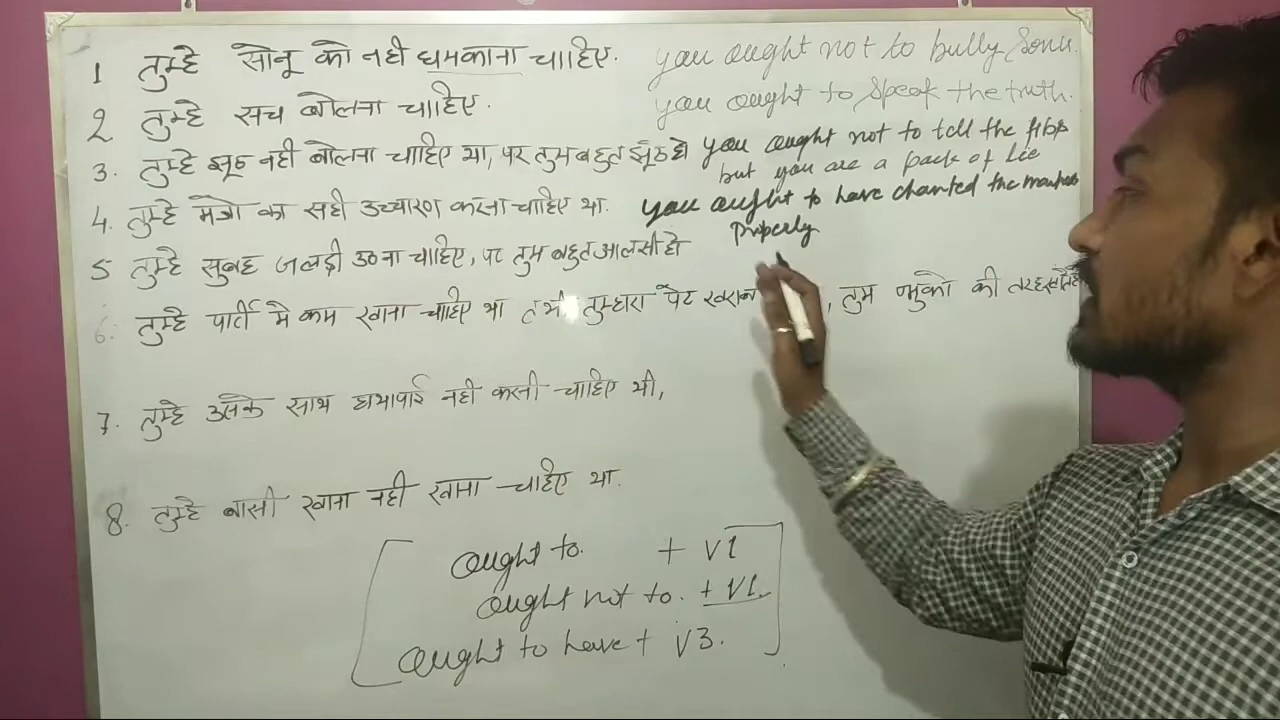 1 तुम्हे सोनू को नही धमकाना चाहिए. you ought not to bully Sonu.
2 तुम्हे सच बोलना चाहिए. you ought to speak the truth.
3. तुम्हे झूठ नही बोलना चाहिए था, पर तुम बहुत झूठे हो you ought not to tell the fibs
but you are a pack of lie
4. तुम्हे मंत्रो का सही उच्चारण करना चाहिए था. you ought to have chanted the mantras
Properly
5 तुम्हे सुबह जलदी उठना चाहिए, पर तुम बहुत आलसी हो
6. तुम्हे पार्टी मे कम खाना चाहिए था तभी तुम्हारा पेट खराब , तुम भुक्को की तरह
7. तुम्हे उसके साथ हाथापाई नही करनी चाहिए थी,
8. तुम्हे बासी खाना नही खाना चाहिए था.
ought to. + V1
ought not to. + V1.
ought to have + V3.